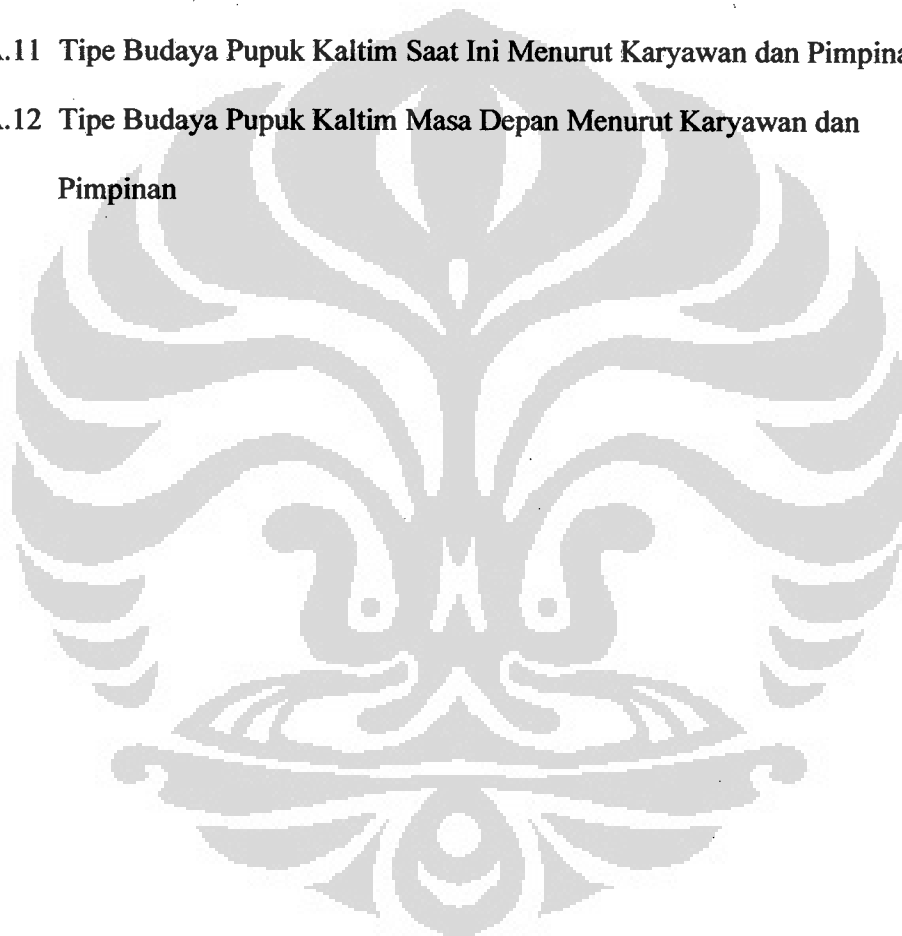 .11 Tipe Budaya Pupuk Kaltim Saat Ini Menurut Karyawan dan Pimpina
.12 Tipe Budaya Pupuk Kaltim Masa Depan Menurut Karyawan dan
Pimpinan